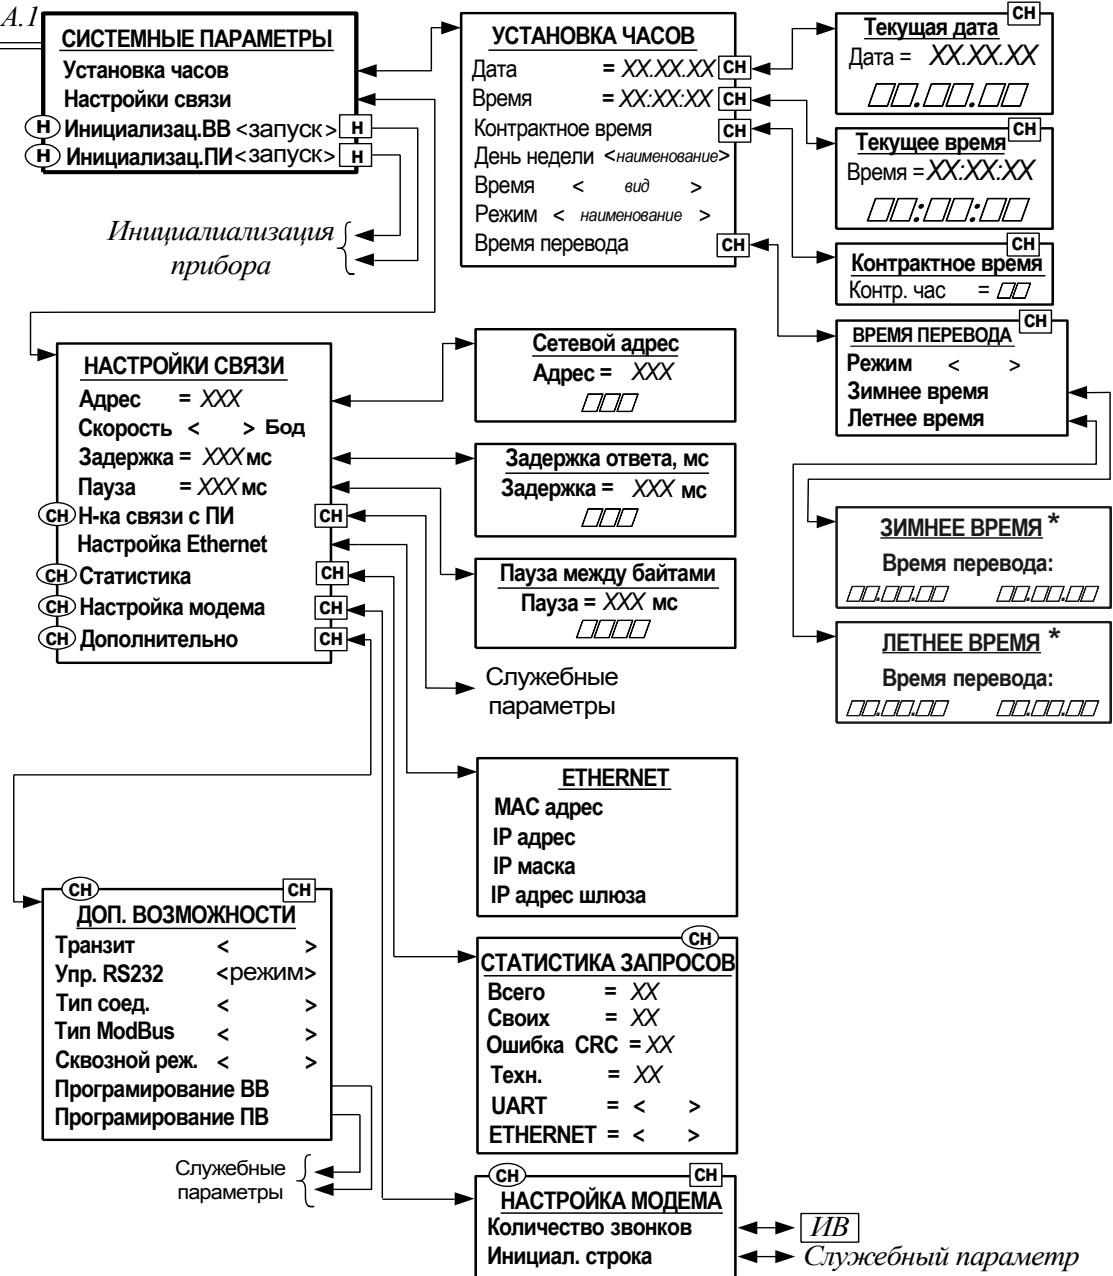 А.1
СИСТЕМНЫЕ ПАРАМЕТРЫ
Установка часов
Настройки связи
Н Инициализац.ВВ <запуск> Н
Н Инициализац.ПИ <запуск> Н
Инициалиализация
прибора
УСТАНОВКА ЧАСОВ
Дата = XX.XX.XX СН
Время = XX:XX:XX СН
Контрактное время СН
День недели <наименование>
Время < вид >
Режим < наименование >
Время перевода СН
СН
Текущая дата
Дата = XX.XX.XX
СН
Текущее время
Время = XX:XX:XX
СН
Контрактное время
Контр. час =
СН
ВРЕМЯ ПЕРЕВОДА
Режим < >
Зимнее время
Летнее время
ЗИМНЕЕ ВРЕМЯ *
Время перевода:
ЛЕТНЕЕ ВРЕМЯ *
Время перевода:
НАСТРОЙКИ СВЯЗИ
Адрес = XXX
Скорость < > Бод
Задержка = XXX мс
Пауза = XXX мс
СН Н-ка связи с ПИ СН
Настройка Ethernet
СН Статистика СН
СН Настройка модема СН
СН Дополнительно СН
Сетевой адрес
Адрес = XXX
Задержка ответа, мс
Задержка = XXX мс
Пауза между байтами
Пауза = XXX мс
Служебные
параметры
ETHERNET
МАС адрес
IP адрес
IP маска
IP адрес шлюза
СН СН
ДОП. ВОЗМОЖНОСТИ
Транзит < >
Упр. RS232 <режим>
Тип соед. < >
Тип ModBus < >
Сквозной реж. < >
Програмирование ВВ
Програмирование ПВ
Служебные
параметры
СН
СТАТИСТИКА ЗАПРОСОВ
Всего = XX
Своих = XX
Ошибка CRC = XX
Техн. = XX
UART = < >
ETHERNET = < >
СН СН
НАСТРОЙКА МОДЕМА
Количество звонков ИВ
Инициал. строка Служебный параметр